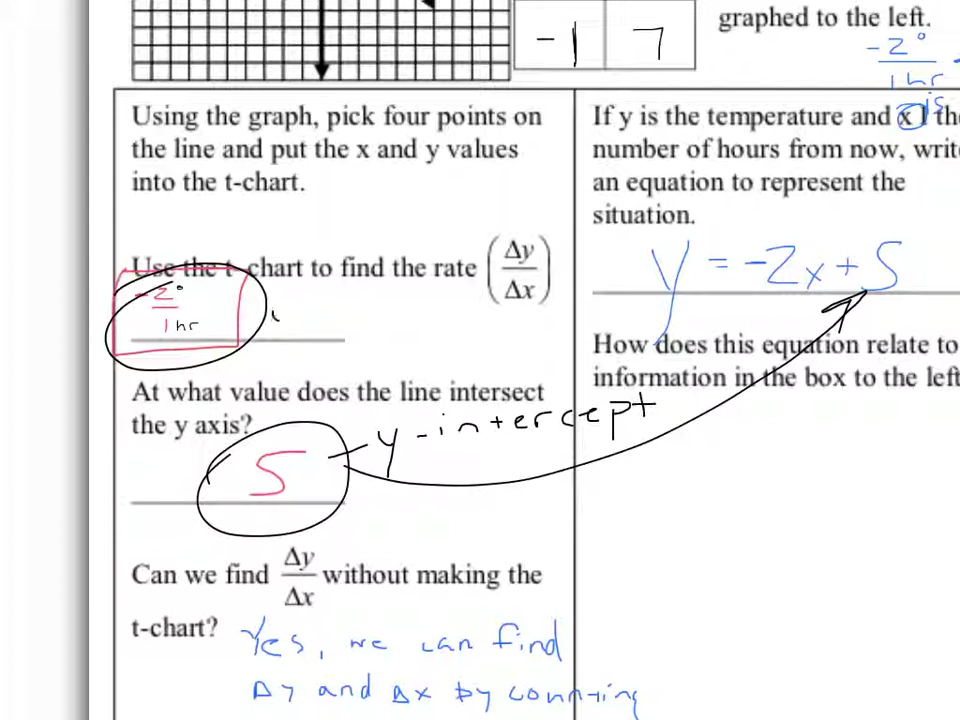 graphed to the left.
-1 7
-2°
1hr
is
Using the graph, pick four points on
the line and put the x and y values
into the t-chart.
If y is the temperature and x
number of hours from now, writ
an equation to represent the
situation.
Use the t-chart to find the rate (Δy/Δx)
-2°
1hr
y = -2x + 5
At what value does the line intersect
the y axis?
5
y-intercept
How does this equation relate to
information in the box to the left
Can we find Δy/Δx without making the
t-chart? Yes, we can find
Δy and Δx by counting